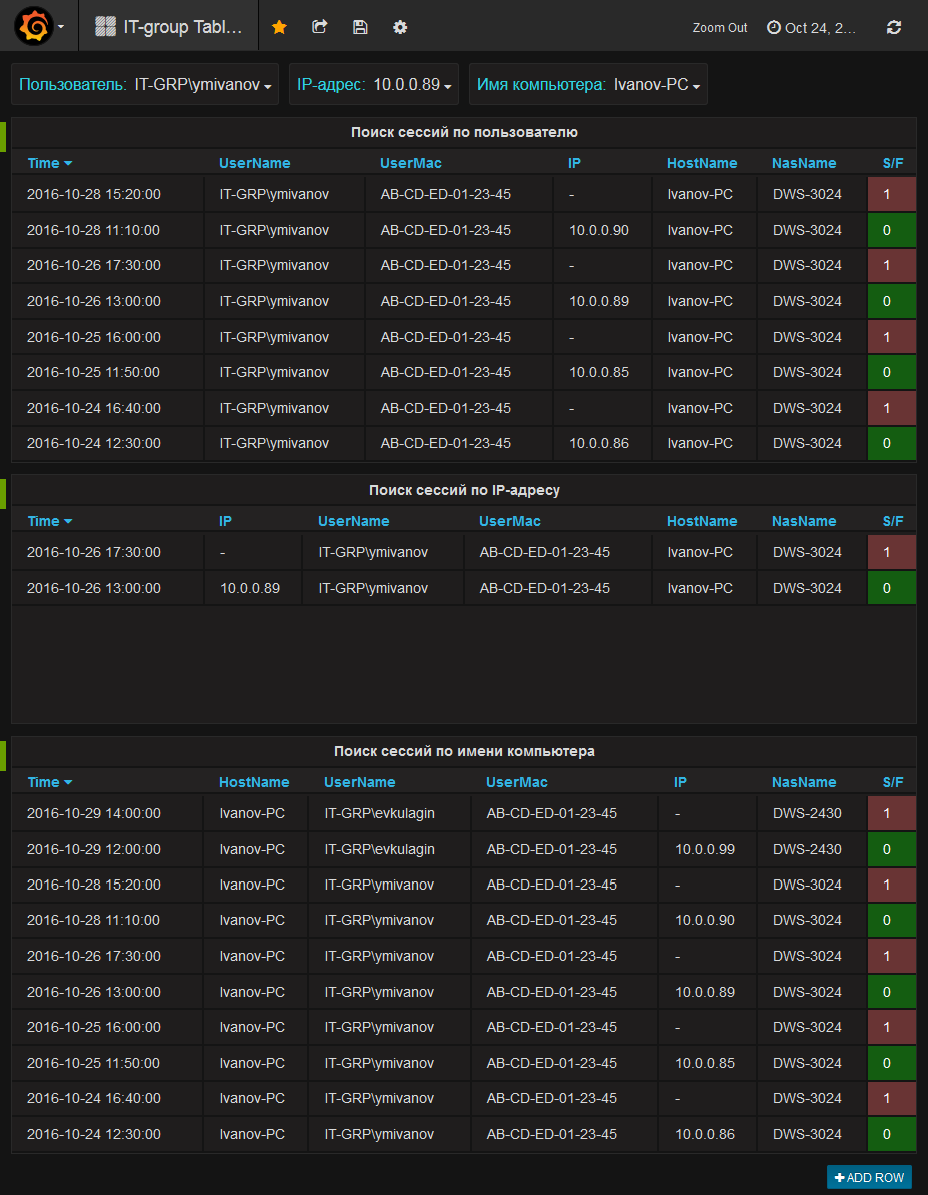 IT-group Tabl... Zoom Out Oct 24, 2...
Пользователь: IT-GRP\ymivanov IP-адрес: 10.0.0.89 Имя компьютера: Ivanov-PC
Поиск сессий по пользователю
Time UserName UserMac IP HostName NasName S/F
2016-10-28 15:20:00 IT-GRP\ymivanov AB-CD-ED-01-23-45 - Ivanov-PC DWS-3024 1
2016-10-28 11:10:00 IT-GRP\ymivanov AB-CD-ED-01-23-45 10.0.0.90 Ivanov-PC DWS-3024 0
2016-10-26 17:30:00 IT-GRP\ymivanov AB-CD-ED-01-23-45 - Ivanov-PC DWS-3024 1
2016-10-26 13:00:00 IT-GRP\ymivanov AB-CD-ED-01-23-45 10.0.0.89 Ivanov-PC DWS-3024 0
2016-10-25 16:00:00 IT-GRP\ymivanov AB-CD-ED-01-23-45 - Ivanov-PC DWS-3024 1
2016-10-25 11:50:00 IT-GRP\ymivanov AB-CD-ED-01-23-45 10.0.0.85 Ivanov-PC DWS-3024 0
2016-10-24 16:40:00 IT-GRP\ymivanov AB-CD-ED-01-23-45 - Ivanov-PC DWS-3024 1
2016-10-24 12:30:00 IT-GRP\ymivanov AB-CD-ED-01-23-45 10.0.0.86 Ivanov-PC DWS-3024 0
Поиск сессий по IP-адресу
Time IP UserName UserMac HostName NasName S/F
2016-10-26 17:30:00 - IT-GRP\ymivanov AB-CD-ED-01-23-45 Ivanov-PC DWS-3024 1
2016-10-26 13:00:00 10.0.0.89 IT-GRP\ymivanov AB-CD-ED-01-23-45 Ivanov-PC DWS-3024 0
Поиск сессий по имени компьютера
Time HostName UserName UserMac IP NasName S/F
2016-10-29 14:00:00 Ivanov-PC IT-GRP\evkulagin AB-CD-ED-01-23-45 - DWS-2430 1
2016-10-29 12:00:00 Ivanov-PC IT-GRP\evkulagin AB-CD-ED-01-23-45 10.0.0.99 DWS-2430 0
2016-10-28 15:20:00 Ivanov-PC IT-GRP\ymivanov AB-CD-ED-01-23-45 - DWS-3024 1
2016-10-28 11:10:00 Ivanov-PC IT-GRP\ymivanov AB-CD-ED-01-23-45 10.0.0.90 DWS-3024 0
2016-10-26 17:30:00 Ivanov-PC IT-GRP\ymivanov AB-CD-ED-01-23-45 - DWS-3024 1
2016-10-26 13:00:00 Ivanov-PC IT-GRP\ymivanov AB-CD-ED-01-23-45 10.0.0.89 DWS-3024 0
2016-10-25 16:00:00 Ivanov-PC IT-GRP\ymivanov AB-CD-ED-01-23-45 - DWS-3024 1
2016-10-25 11:50:00 Ivanov-PC IT-GRP\ymivanov AB-CD-ED-01-23-45 10.0.0.85 DWS-3024 0
2016-10-24 16:40:00 Ivanov-PC IT-GRP\ymivanov AB-CD-ED-01-23-45 - DWS-3024 1
2016-10-24 12:30:00 Ivanov-PC IT-GRP\ymivanov AB-CD-ED-01-23-45 10.0.0.86 DWS-3024 0
+ ADD ROW